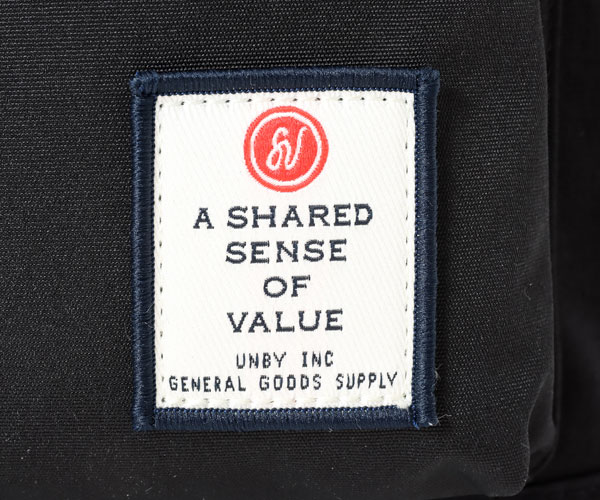 A SHARED
SENSE
OF
VALUE
UNBY INC
GENERAL GOODS SUPPLY